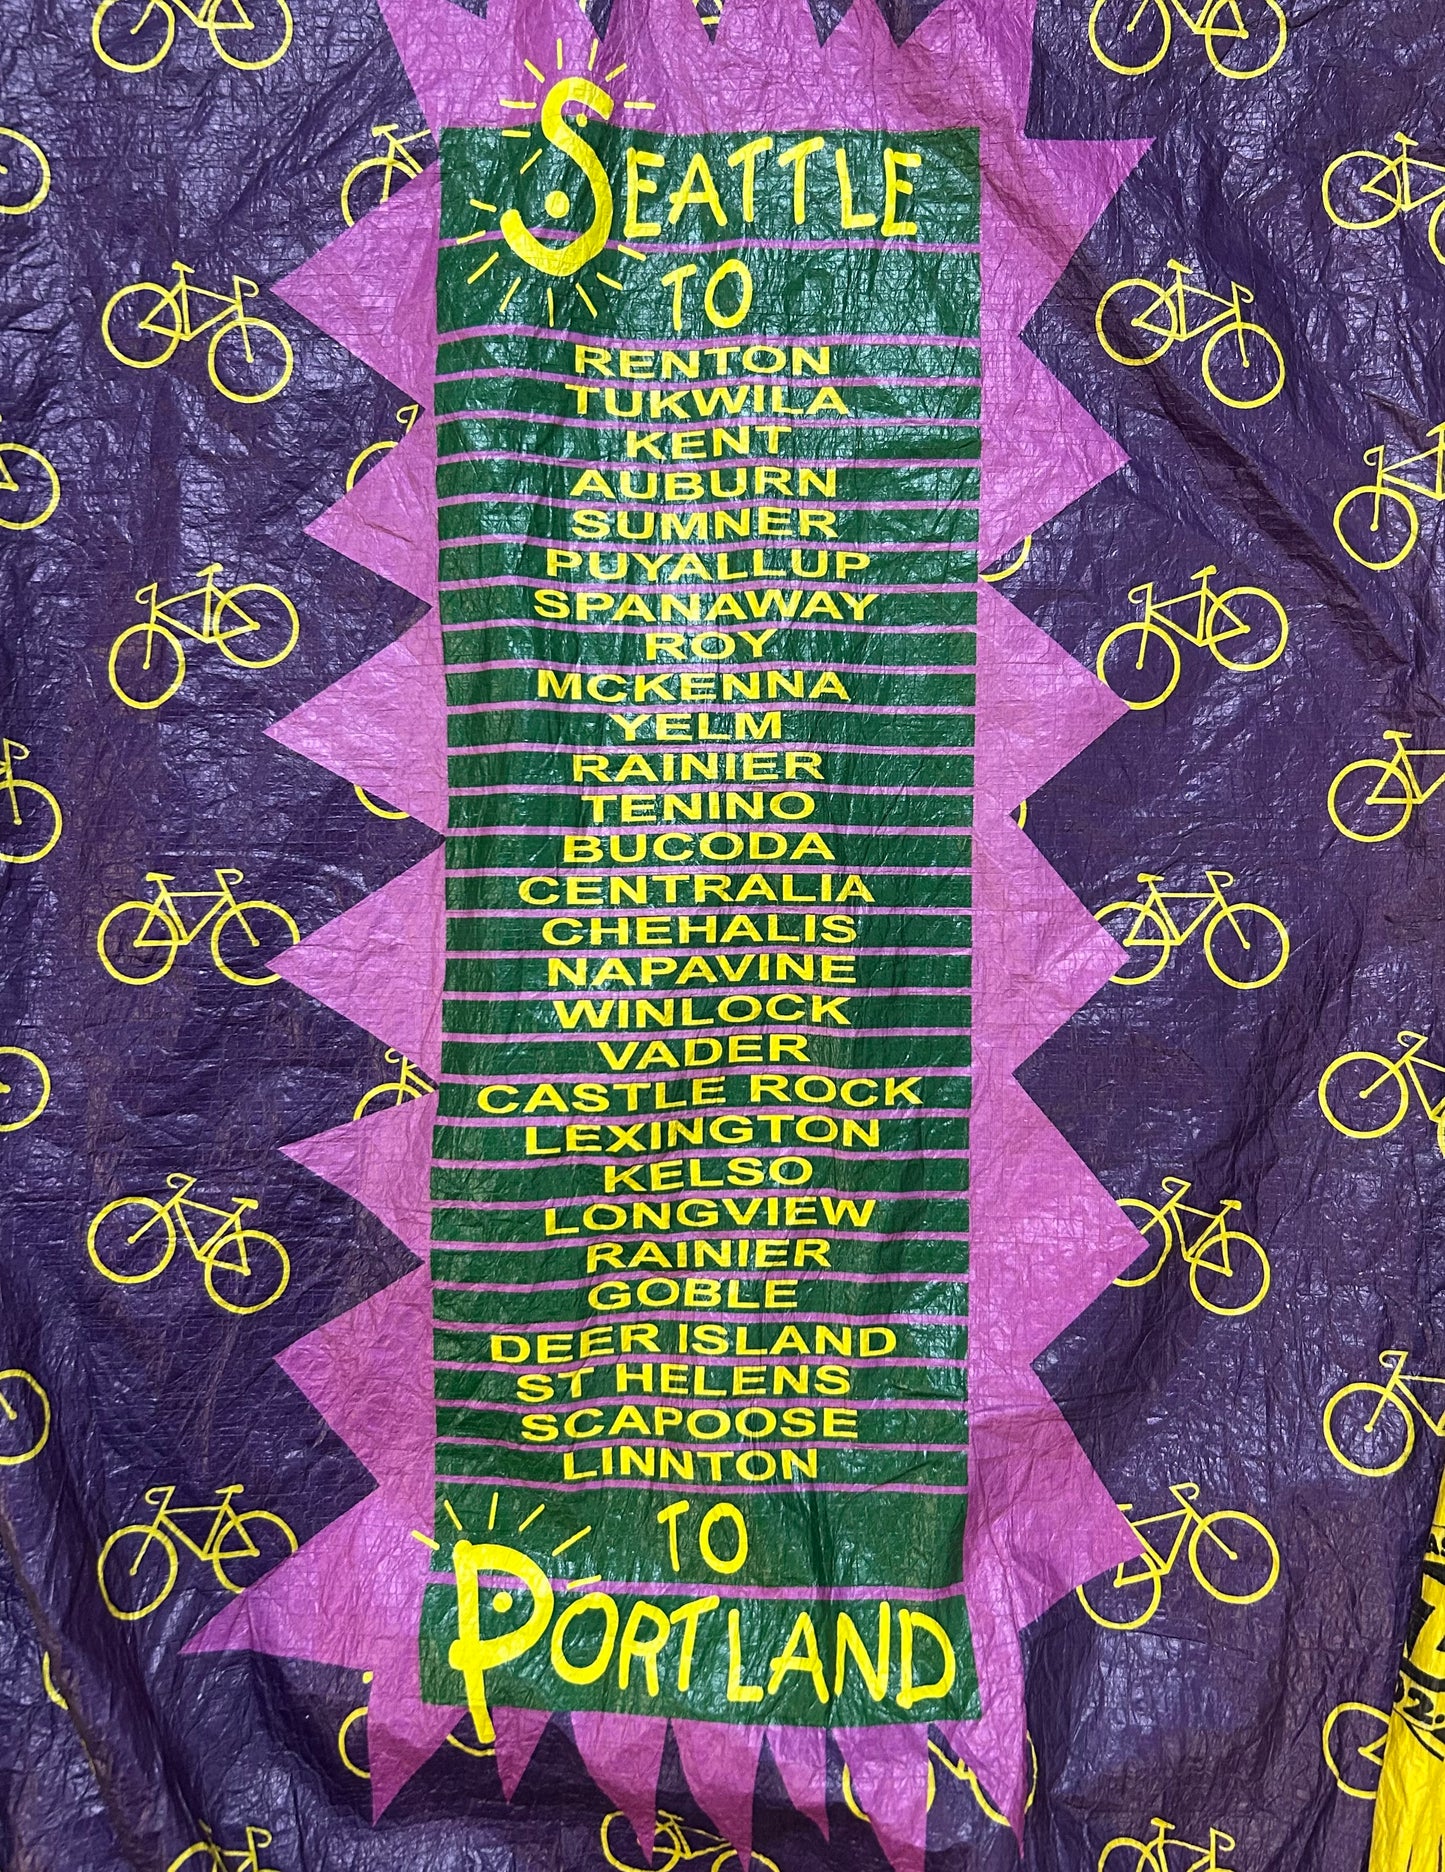 SEATTLE
TO
RENTON
TUKWILA
KENT
AUBURN
SUMNER
PUYALLUP
SPANAWAY
ROY
MCKENNA
YELM
RAINIER
TENINO
BUCODA
CENTRALIA
CHEHALIS
NAPAVINE
WINLOCK
VADER
CASTLE ROCK
LEXINGTON
KELSO
LONGVIEW
RAINIER
GOBLE
DEER ISLAND
ST HELENS
SCAPOOSE
LINNTON
TO
PORTLAND